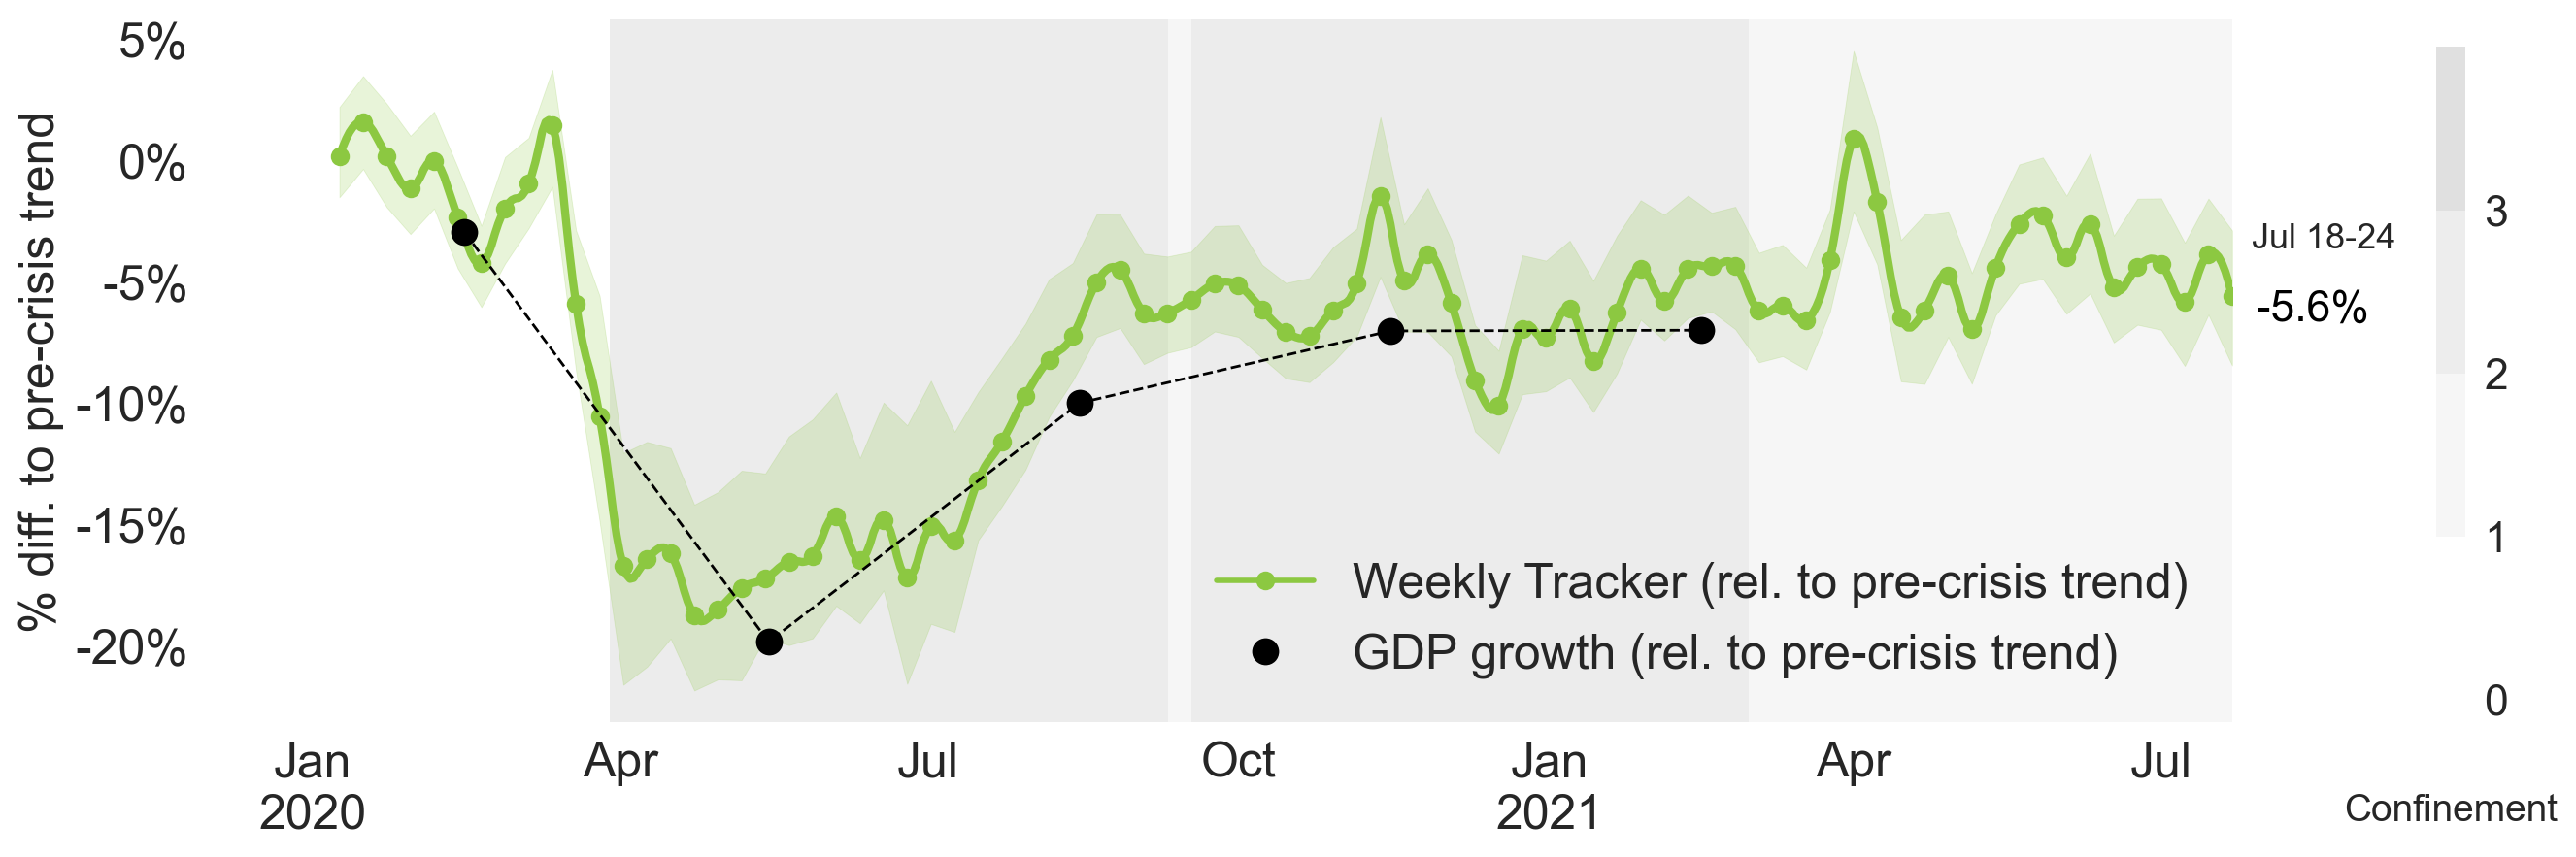 % diff. to pre-crisis trend
5%
0%
-5%
-10%
-15%
-20%
Jul 18-24
-5.6%
Weekly Tracker (rel. to pre-crisis trend)
GDP growth (rel. to pre-crisis trend)
3
2
1
0
Jan Apr Jul Oct Jan Apr Jul
2020 2021
Confinement